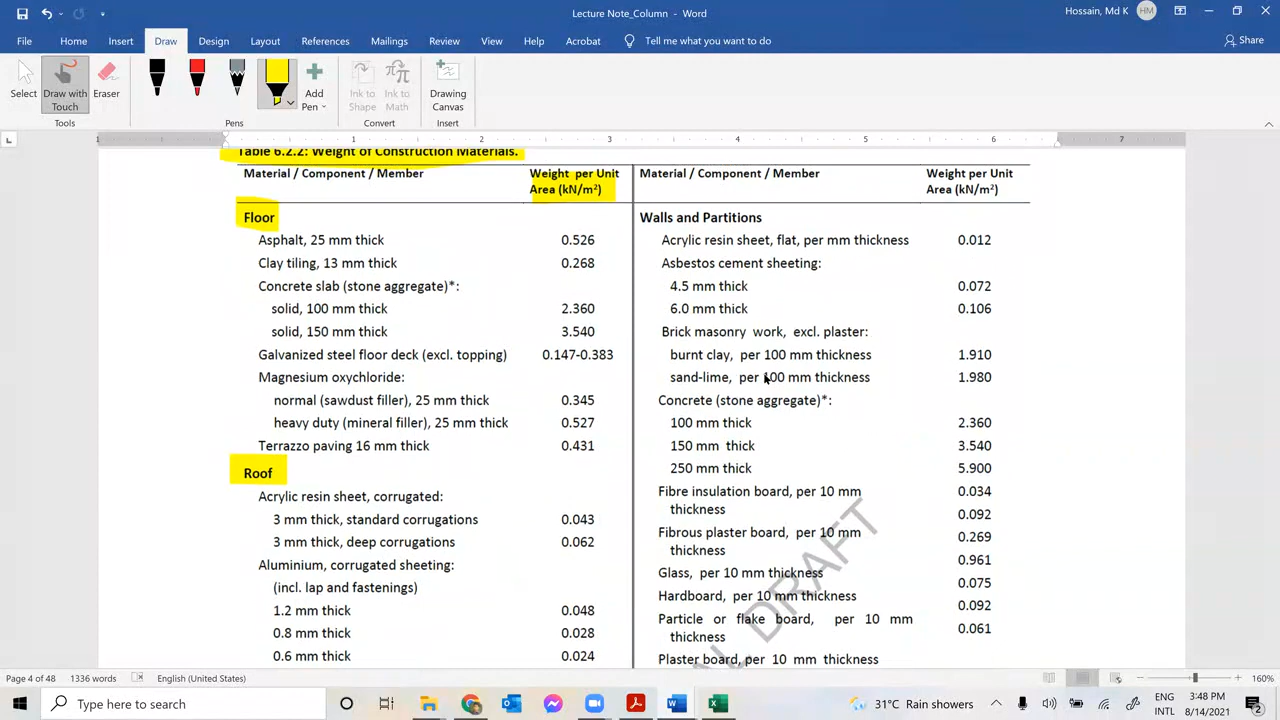 Lecture_Note_Column - Word
Hossain, Md K
HM
File
Home
Insert
Draw
Design
Layout
References
Mailings
Review
View
Help
Acrobat
Tell me what you want to do
Share
Select
Draw with Touch
Eraser
Add Pen
Ink to Shape
Ink to Math
Drawing Canvas
Tools
Pens
Convert
Insert
1 1 2 3 4 5 6 7
Table 6.2.2: Weight of Construction Materials.
Material / Component / Member
Weight per Unit
Area (kN/m²)
Floor
Asphalt, 25 mm thick 0.526
Clay tiling, 13 mm thick 0.268
Concrete slab (stone aggregate)*:
solid, 100 mm thick 2.360
solid, 150 mm thick 3.540
Galvanized steel floor deck (excl. topping) 0.147-0.383
Magnesium oxychloride:
normal (sawdust filler), 25 mm thick 0.345
heavy duty (mineral filler), 25 mm thick 0.527
Terrazzo paving 16 mm thick 0.431
Roof
Acrylic resin sheet, corrugated:
3 mm thick, standard corrugations 0.043
3 mm thick, deep corrugations 0.062
Aluminium, corrugated sheeting:
(incl. lap and fastenings)
1.2 mm thick 0.048
0.8 mm thick 0.028
0.6 mm thick 0.024
Material / Component / Member
Weight per Unit
Area (kN/m²)
Walls and Partitions
Acrylic resin sheet, flat, per mm thickness 0.012
Asbestos cement sheeting:
4.5 mm thick 0.072
6.0 mm thick 0.106
Brick masonry work, excl. plaster:
burnt clay, per 100 mm thickness 1.910
sand-lime, per 100 mm thickness 1.980
Concrete (stone aggregate)*:
100 mm thick 2.360
150 mm thick 3.540
250 mm thick 5.900
Fibre insulation board, per 10 mm 0.034
thickness 0.092
Fibrous plaster board, per 10 mm 0.269
thickness 0.961
Glass, per 10 mm thickness 0.075
Hardboard, per 10 mm thickness 0.092
Particle or flake board, per 10 mm 0.061
thickness
Plaster board, per 10 mm thickness
AL DRAFT
Page 4 of 48
1336 words
English (United States)
160%
Type here to search
31°C Rain showers
ENG
INTL
3:48 PM
8/14/2021
2